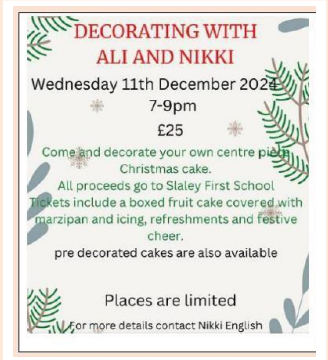 DECORATING WITH
ALI AND NIKKI
Wednesday 11th December 2024
7-9pm
£25
Come and decorate your own centre piece
Christmas cake.
All proceeds go to Slaley First School
Tickets include a boxed fruit cake covered with
marzipan and icing, refreshments and festive
cheer.
pre decorated cakes are also available
Places are limited
For more details contact Nikki English